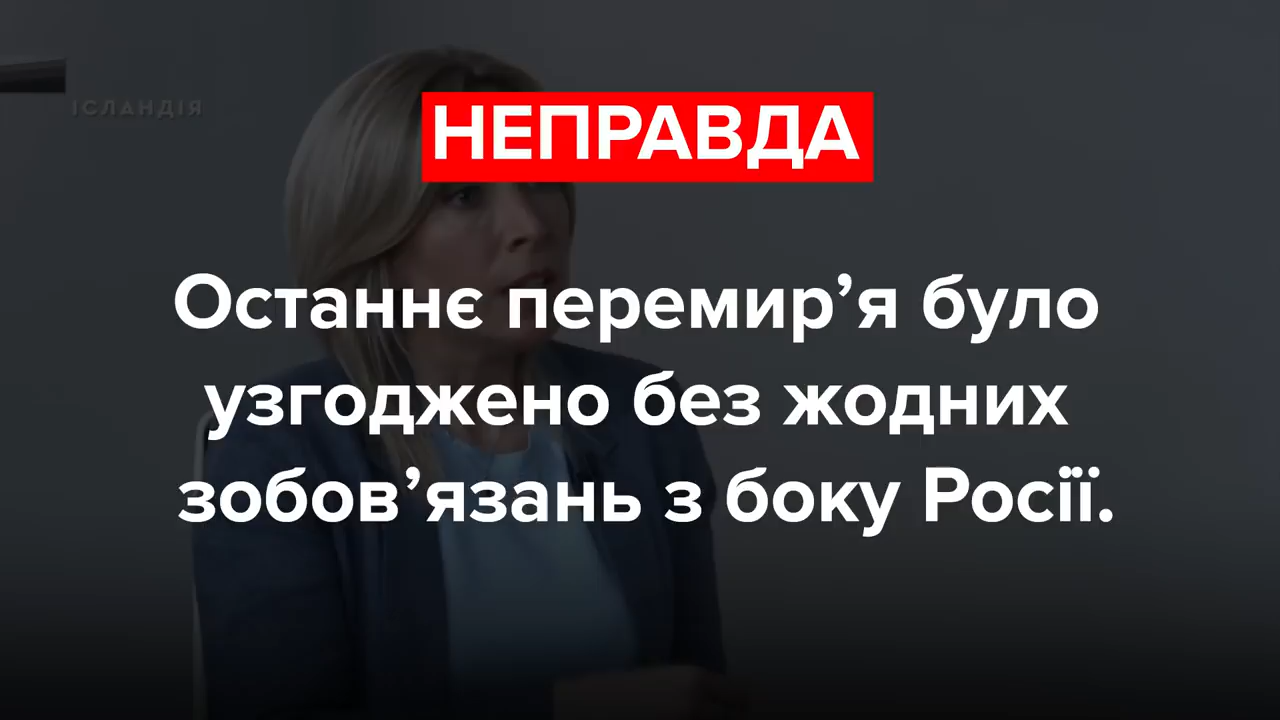 ІСЛАНДІЯ
НЕПРАВДА
Останнє перемир’я було
узгоджено без жодних
зобов’язань з боку Росії.